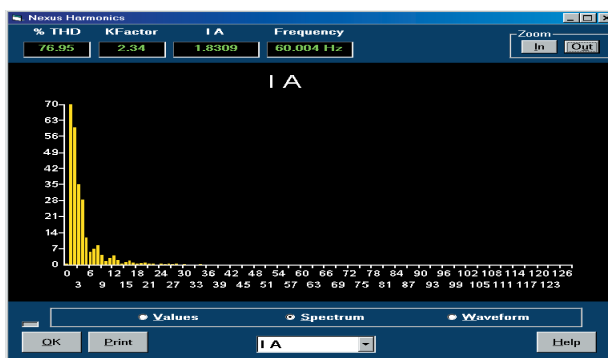 Nexus Harmonics
% THD KFactor I A Frequency
76.95 2.34 1.8309 60.004 Hz
Zoom
In Out
I A
70
63
56
49
42
35
28
21
14
7
0
0 6 12 18 24 30 36 42 48 54 60 66 72 78 84 90 96 102 108 114 120 126
3 9 15 21 27 33 39 45 51 57 63 69 75 81 87 93 99 105 111 117 123
Values Spectrum Waveform
OK Print I A Help